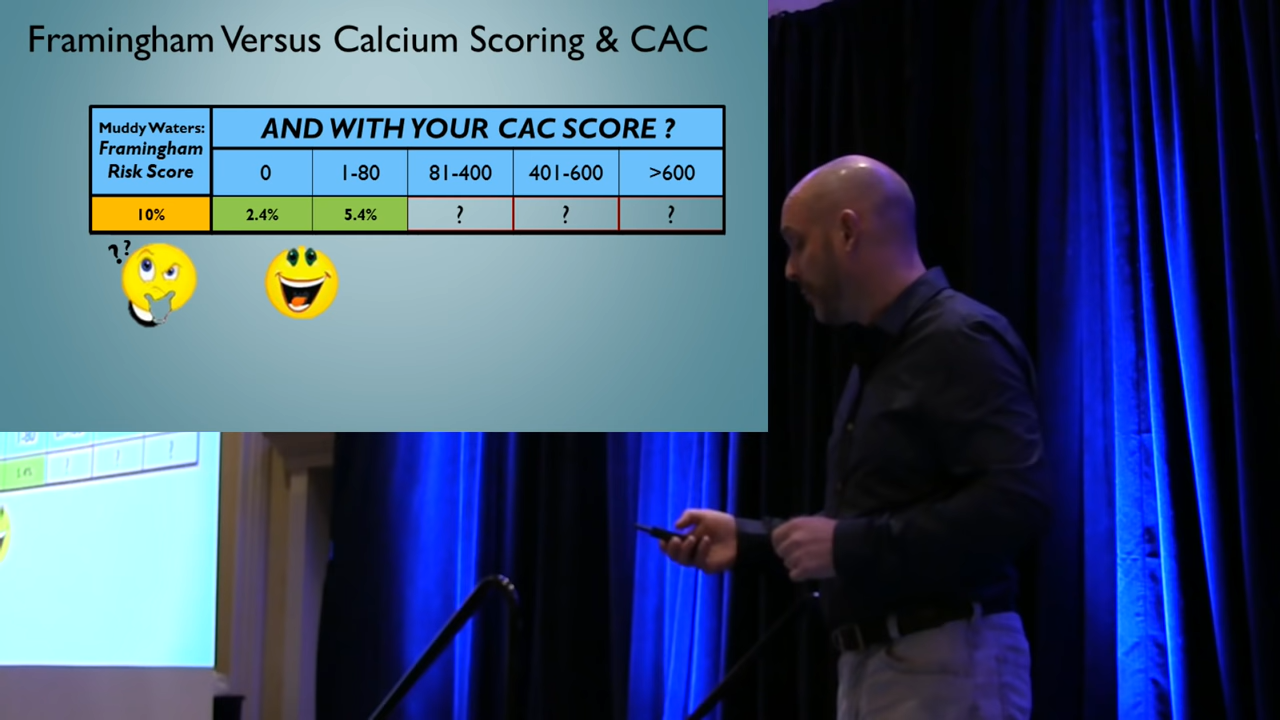 Framingham Versus Calcium Scoring & CAC
Muddy Waters:
Framingham
Risk Score
AND WITH YOUR CAC SCORE ?
0 1-80 81-400 401-600 >600
10% 2.4% 5.4% ? ? ?
??